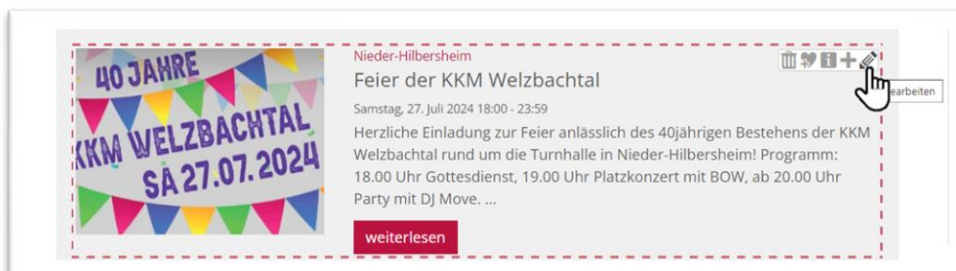 40 JAHRE
KKM WELZBACHTAL
SA 27.07.2024
Nieder-Hilbersheim
Feier der KKM Welzbachtal
Samstag, 27. Juli 2024 18:00 - 23:59
Herzliche Einladung zur Feier anlässlich des 40jährigen Bestehens der KKM
Welzbachtal rund um die Turnhalle in Nieder-Hilbersheim! Programm:
18.00 Uhr Gottesdienst, 19.00 Uhr Platzkonzert mit BOW, ab 20.00 Uhr
Party mit DJ Move. ...
weiterlesen
earbeiten